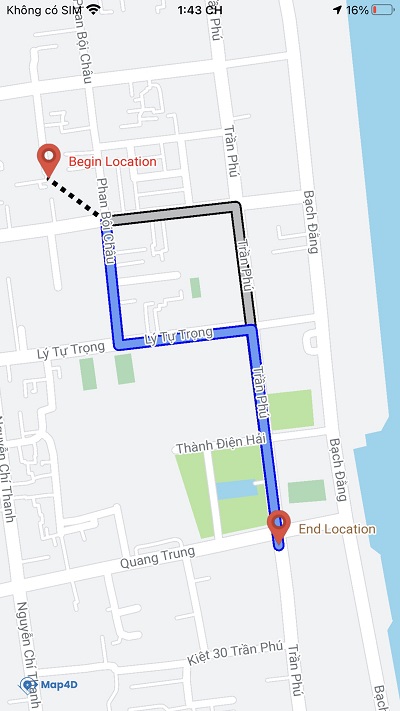 Không có SIM 1:43 CH 16%
Phan Bội Châu
Trần Phú
Trần Phú
Begin Location
Phan Bội Châu
Bạch Đằng
Trần Phú
Lý Tự Trọng
Lý Tự Trọng
Trần Phú
Nguyễn Chí Thanh
Thành Điện Hải
Bạch Đằng
End Location
Quang Trung
Nguyễn Chí Thanh
Kiệt 30 Trần Phú
Trần Phú
Map4D
Bạch